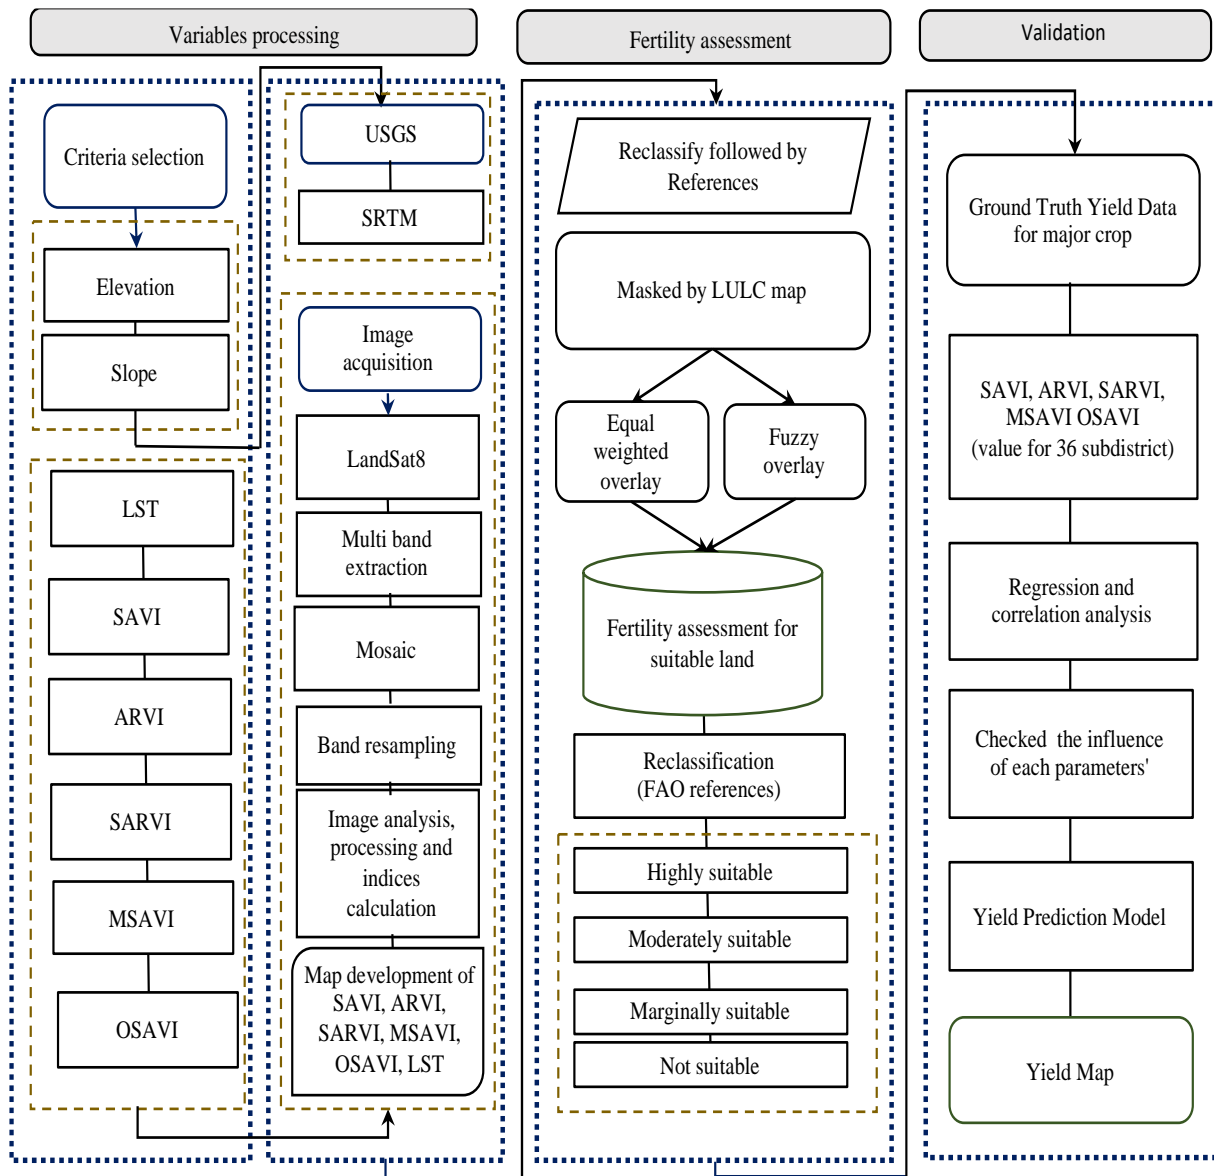 Variables processing
Fertility assessment
Validation
Criteria selection
Elevation
Slope
LST
SAVI
ARVI
SARVI
MSAVI
OSAVI
USGS
SRTM
Image
acquisition
LandSat8
Multi band
extraction
Mosaic
Band resampling
Image analysis,
processing and
indices
calculation
Map development of
SAVI, ARVI,
SARVI, MSAVI,
OSAVI, LST
Reclassify followed by
References
Masked by LULC map
Equal
weighted
overlay
Fuzzy
overlay
Fertility assessment for
suitable land
Reclassification
(FAO references)
Highly suitable
Moderately suitable
Marginally suitable
Not suitable
Ground Truth Yield Data
for major crop
SAVI, ARVI, SARVI,
MSAVI OSAVI
(value for 36 subdistrict)
Regression and
correlation analysis
Checked the influence
of each parameters'
Yield Prediction Model
Yield Map